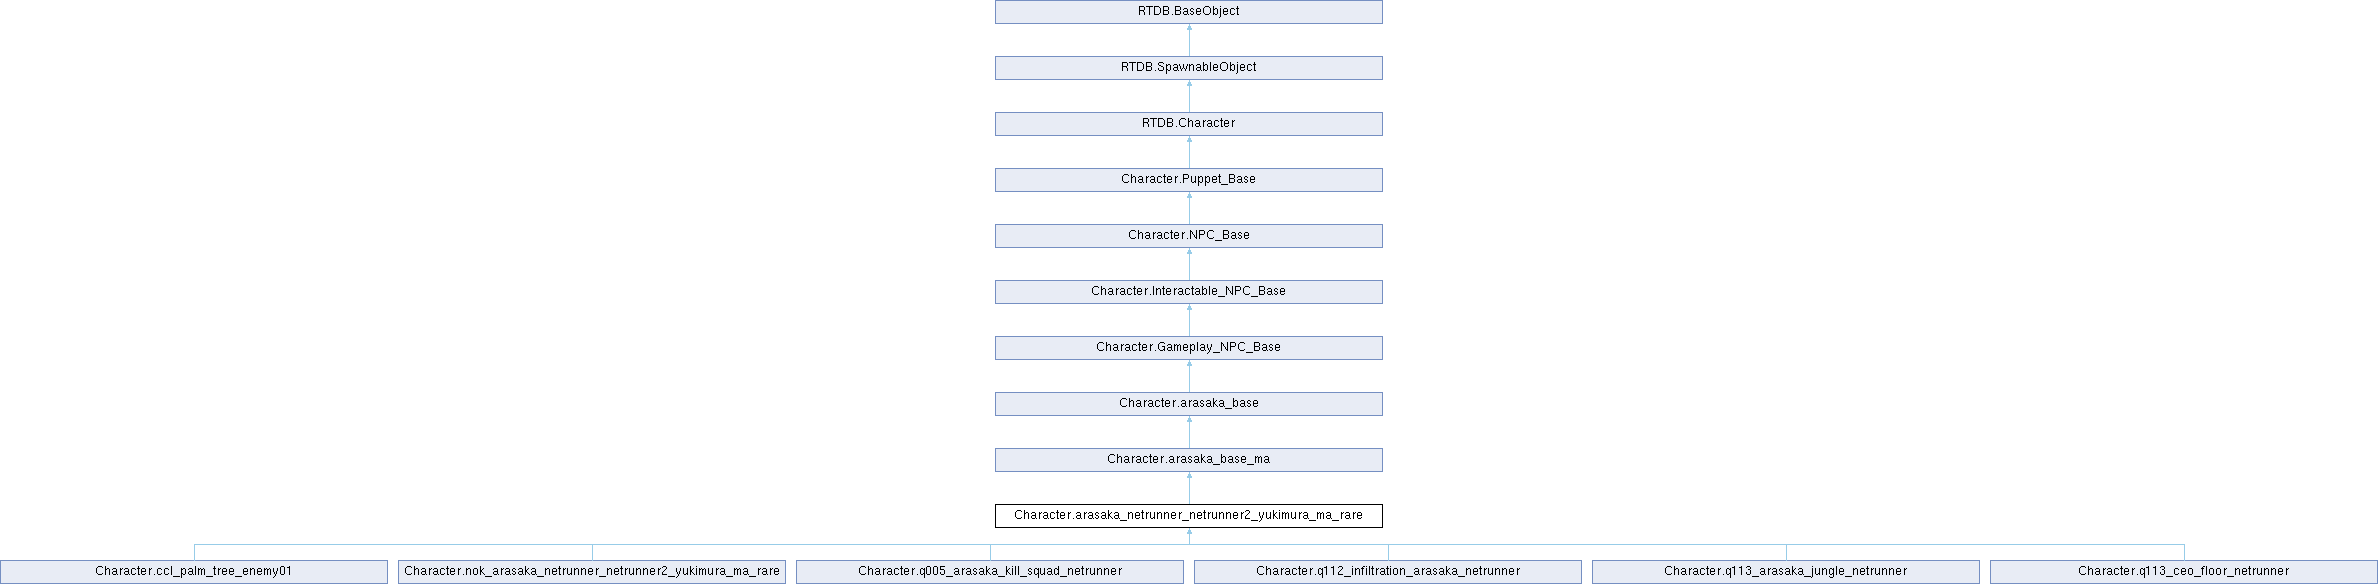 RTDB.BaseObject
RTDB.SpawnableObject
RTDB.Character
Character.Puppet_Base
Character.NPC_Base
Character.Interactable_NPC_Base
Character.Gameplay_NPC_Base
Character.arasaka_base
Character.arasaka_base_ma
Character.arasaka_netrunner_netrunner2_yukimura_ma_rare
Character.ccl_palm_tree_enemy01 Character.nok_arasaka_netrunner_netrunner2_yukimura_ma_rare Character.q005_arasaka_kill_squad_netrunner Character.q112_infiltration_arasaka_netrunner Character.q113_arasaka_jungle_netrunner Character.q113_ceo_floor_netrunner